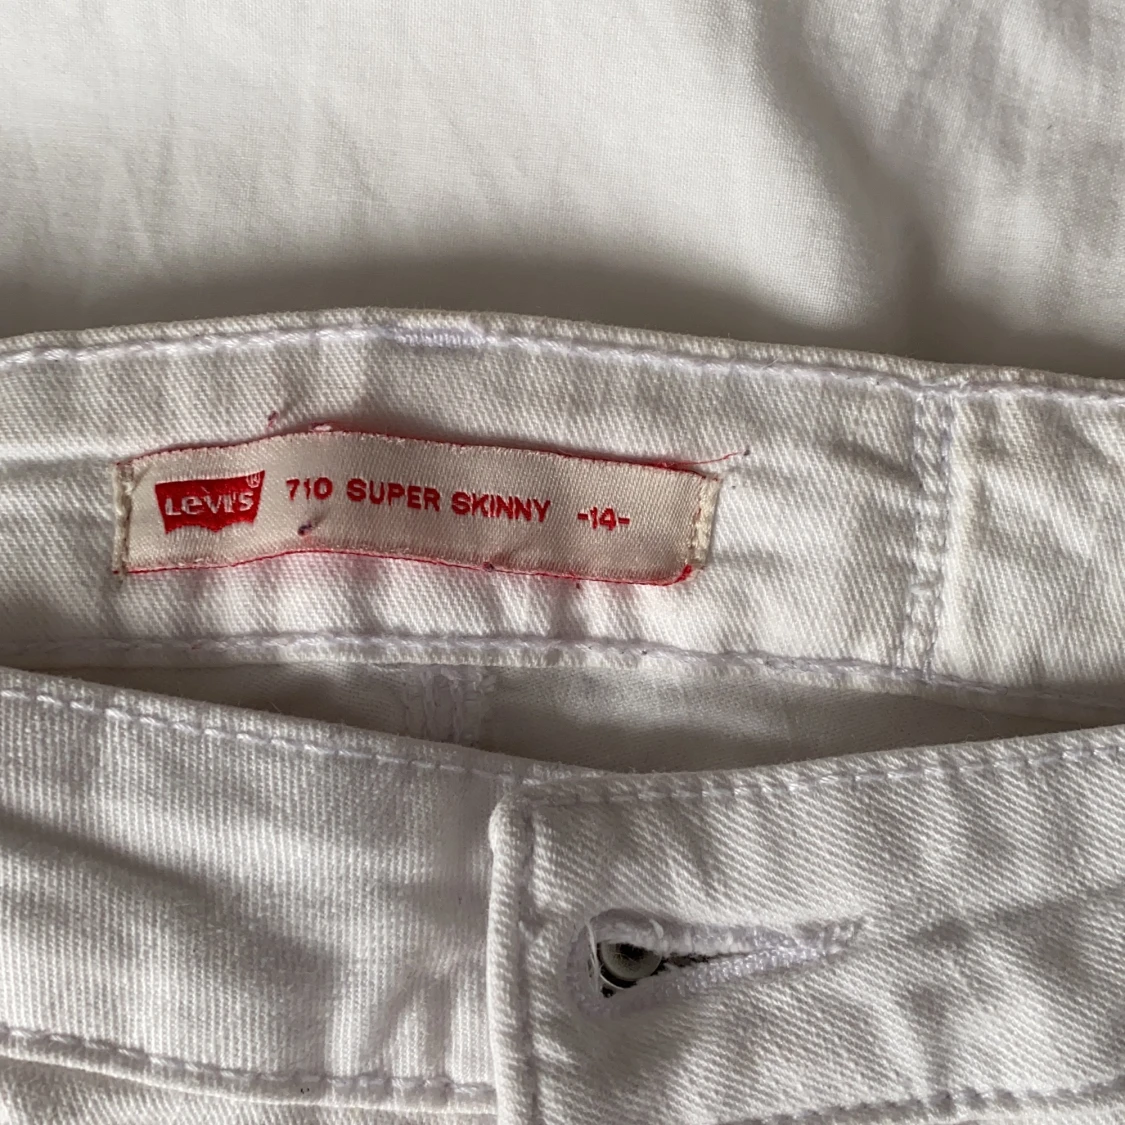 Levi's® 710 SUPER SKINNY -14-